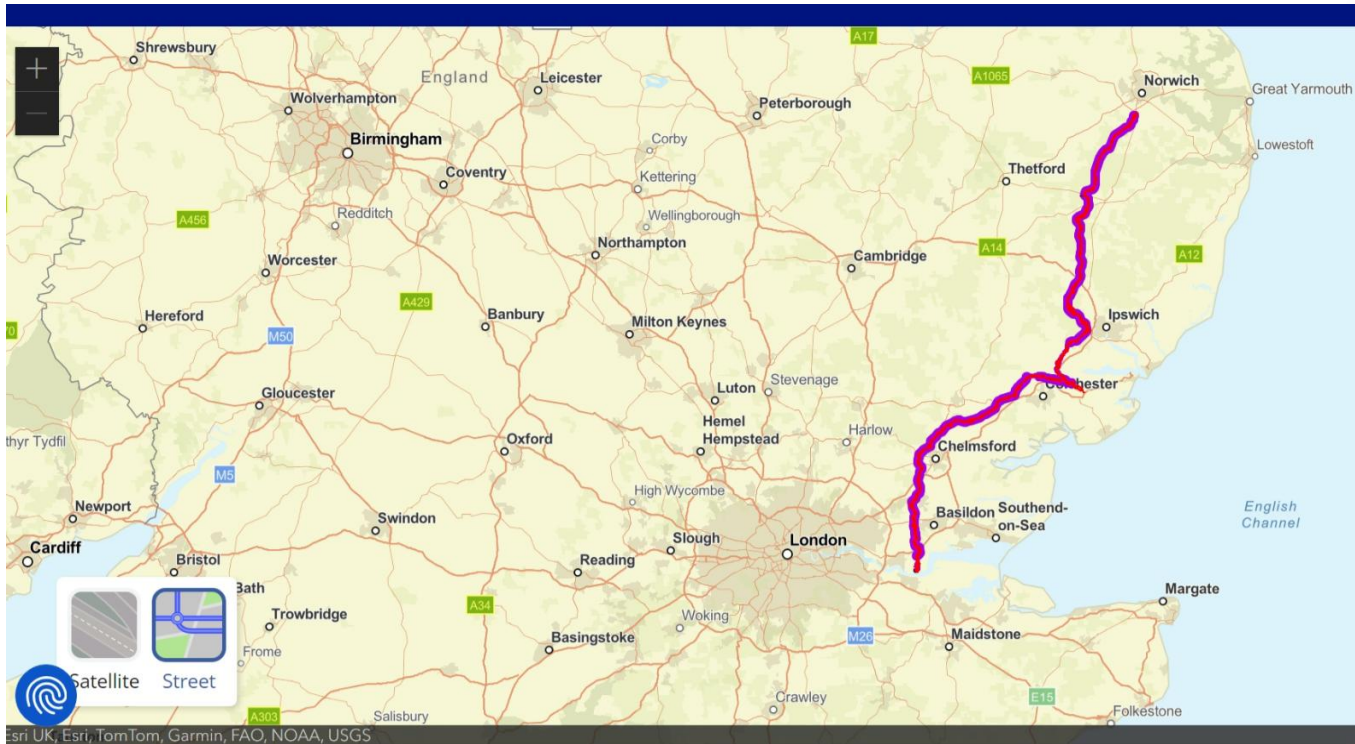 A17
Shrewsbury
England
Leicester
A1065
Norwich
Great Yarmouth
Wolverhampton
Peterborough
Birmingham
Corby
Lowestoft
Coventry
Kettering
Thetford
Redditch
Wellingborough
A456
Northampton
A14
A12
Worcester
Cambridge
A429
Hereford
Banbury
Milton Keynes
Ipswich
70
M50
Luton
Stevenage
Gloucester
Hemel
Hempstead
Harlow
thyr Tydfil
Oxford
Chelmsford
M5
High Wycombe
Newport
Swindon
Basildon
Southend-
on-Sea
English
Channel
Cardiff
Bristol
Reading
Slough
London
Bath
A34
Margate
Trowbridge
Woking
Basingstoke
M26
Maidstone
Frome
Satellite
Street
Crawley
E15
A303
Salisbury
Folkestone
Esri UK, Esri, TomTom, Garmin, FAO, NOAA, USGS